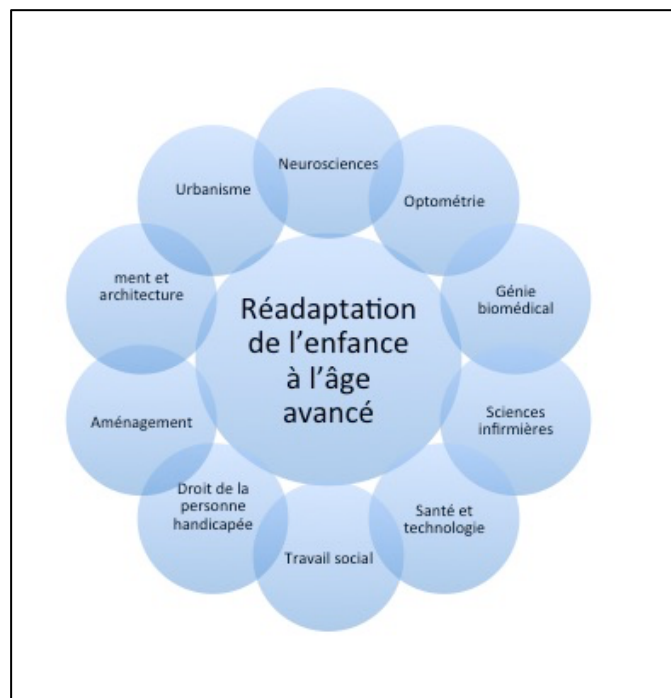 Réadaptation
de l’enfance
à l’âge
avancé
Neurosciences
Optométrie
Génie
biomédical
Sciences
infirmières
Santé et
technologie
Travail social
Droit de la
personne
handicapée
Aménagement
ment et
architecture
Urbanisme